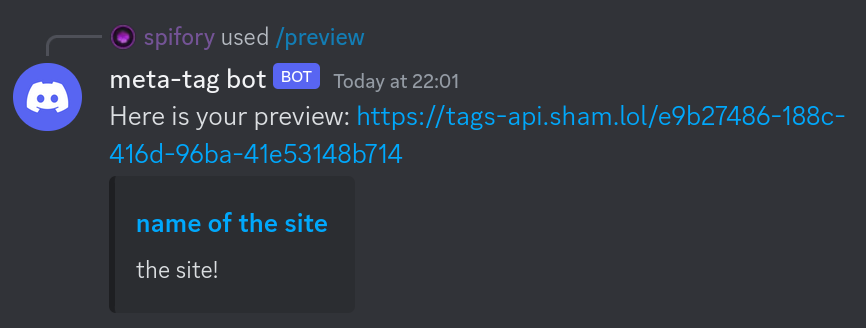 spifory used /preview
meta-tag bot BOT Today at 22:01
Here is your preview: https://tags-api.sham.lol/e9b27486-188c-
416d-96ba-41e53148b714
name of the site
the site!